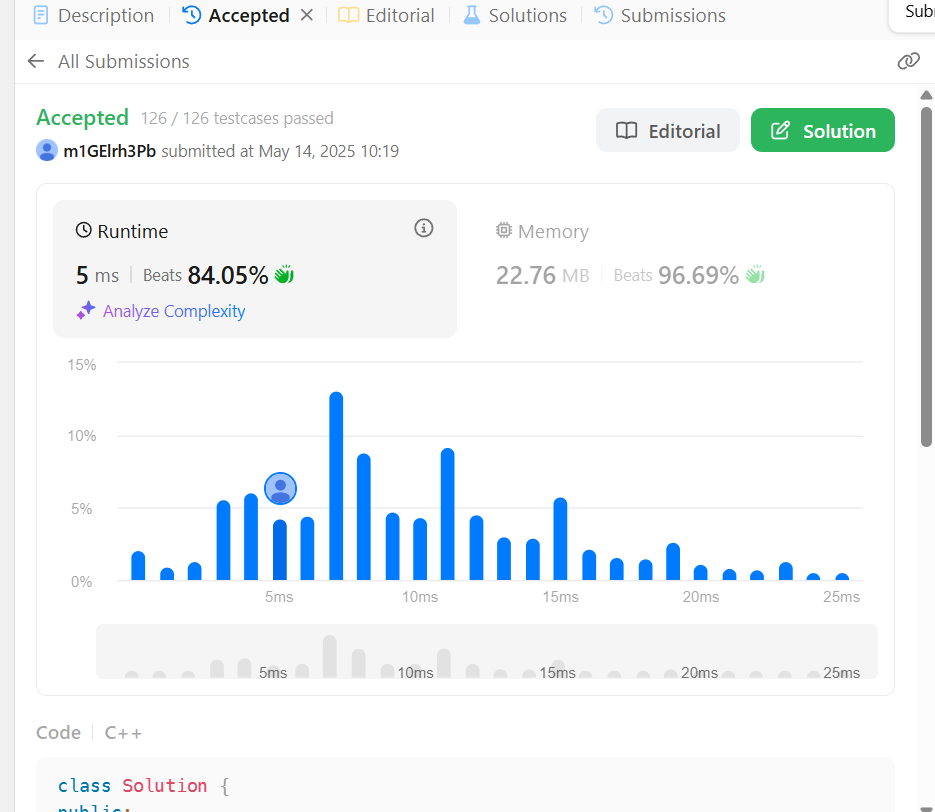 Description Accepted Editorial Solutions Submissions
All Submissions
Accepted 126 / 126 testcases passed
m1GElrh3Pb submitted at May 14, 2025 10:19
Editorial Solution
Runtime
5 ms Beats 84.05%
Analyze Complexity
Memory
22.76 MB Beats 96.69%
15%
10%
5%
0%
5ms 10ms 15ms 20ms 25ms
5ms 10ms 15ms 20ms 25ms
Code C++
class Solution {
public: